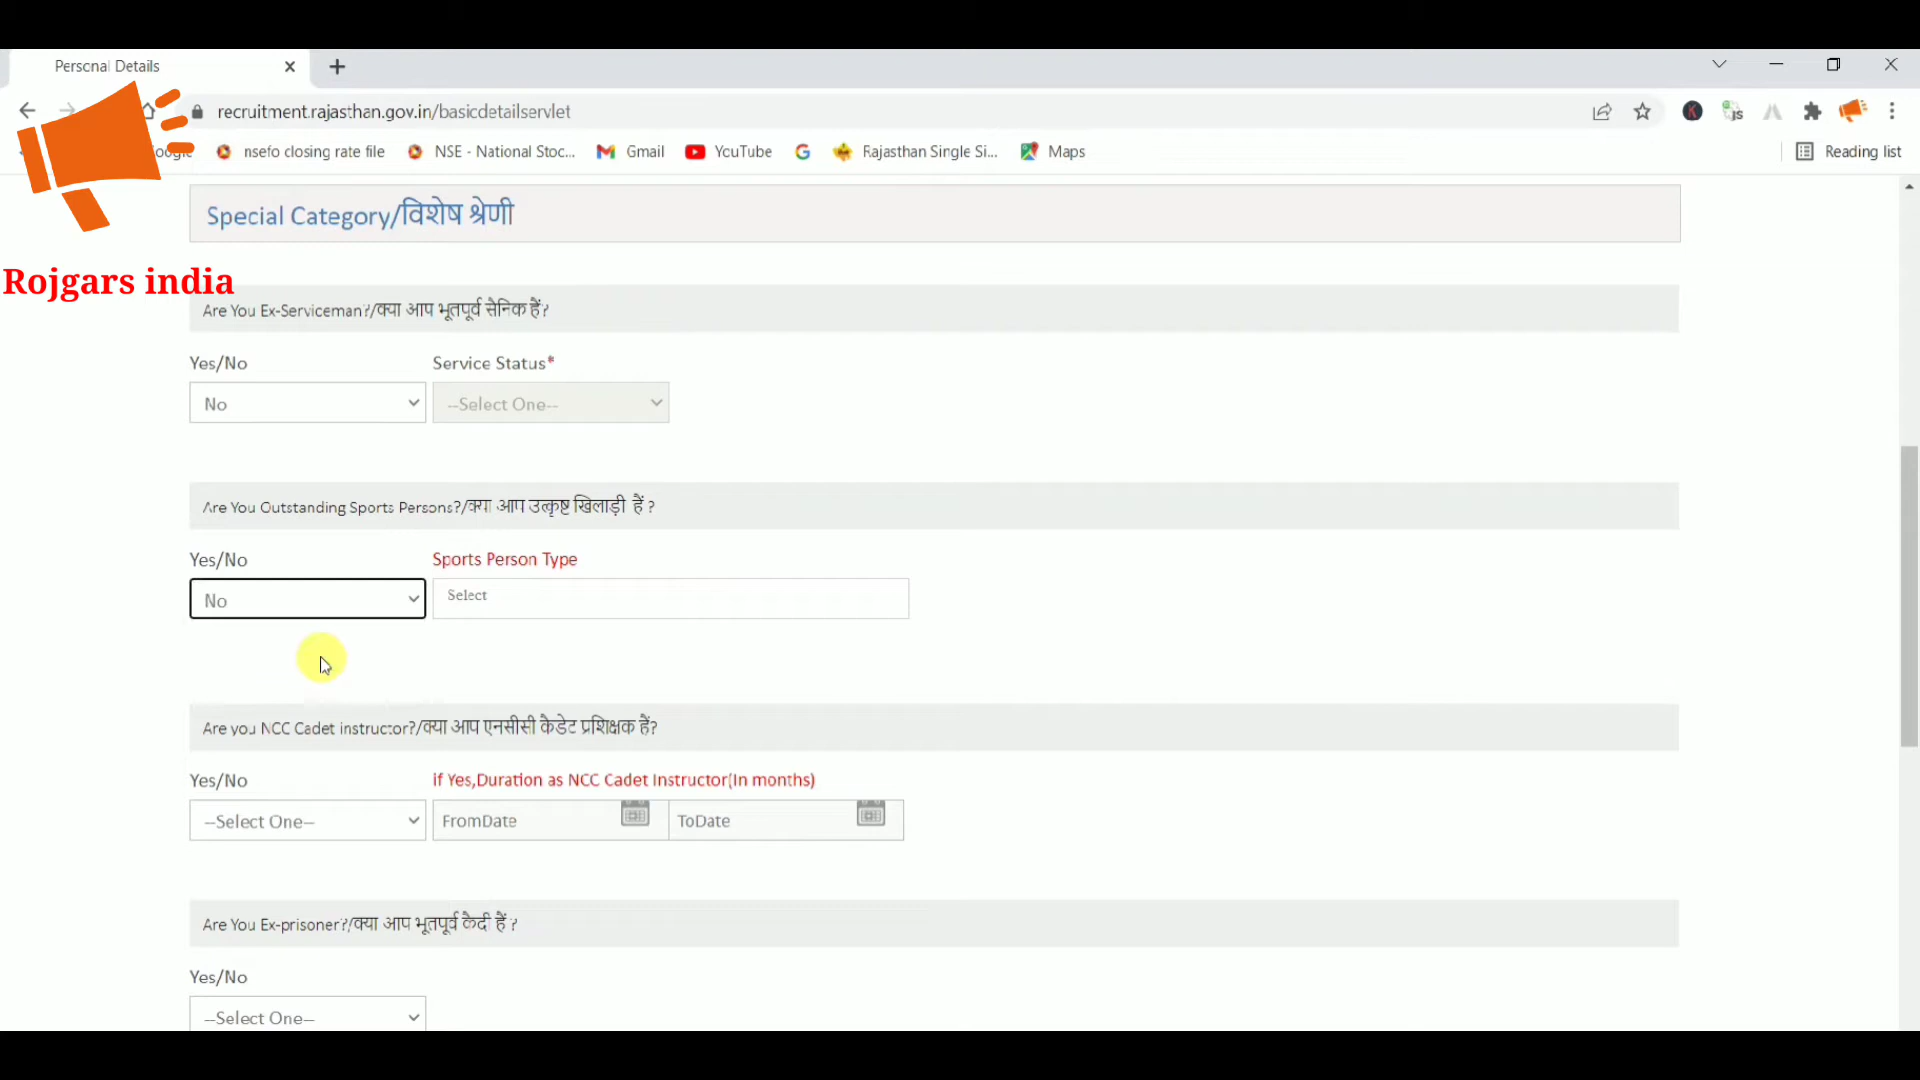 Personal Details
recruitment.rajasthan.gov.in/basicdetailservlet
nsefo closing rate file
NSE - National Stoc...
Gmail
YouTube
Rajasthan Single Si...
Maps
Reading list
Special Category/विशेष श्रेणी
Rojgars india
Are You Ex-Serviceman?/क्या आप भूतपूर्व सैनिक हैं?
Yes/No Service Status*
No --Select One--
Are You Outstanding Sports Persons?/क्या आप उत्कृष्ट खिलाड़ी हैं ?
Yes/No Sports Person Type
No Select
Are you NCC Cadet instructor?/क्या आप एनसीसी कैडेट प्रशिक्षक हैं?
Yes/No if Yes,Duration as NCC Cadet Instructor(In months)
--Select One-- FromDate ToDate
Are You Ex-prisoner?/क्या आप भूतपूर्व कैदी हैं ?
Yes/No
--Select One--